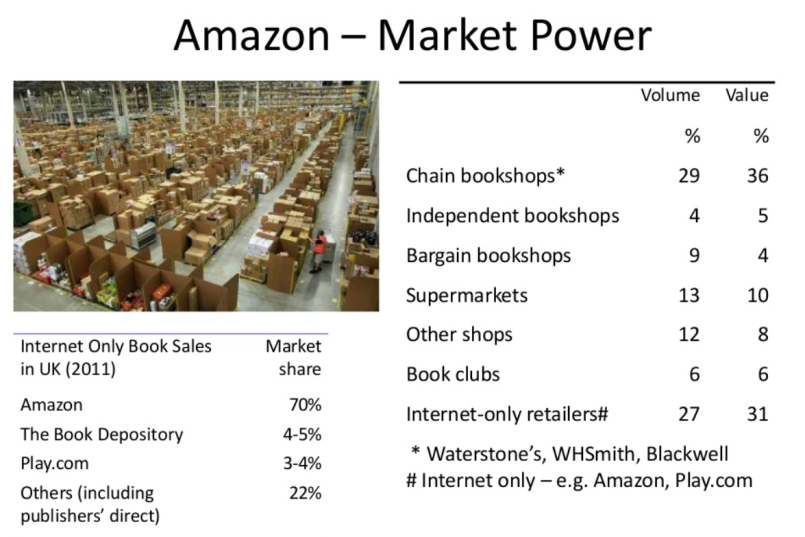 Amazon – Market Power
Internet Only Book Sales Market
in UK (2011) share
Amazon 70%
The Book Depository 4-5%
Play.com 3-4%
Others (including 22%
publishers’ direct)
Volume Value
% %
Chain bookshops* 29 36
Independent bookshops 4 5
Bargain bookshops 9 4
Supermarkets 13 10
Other shops 12 8
Book clubs 6 6
Internet-only retailers# 27 31
* Waterstone’s, WHSmith, Blackwell
# Internet only – e.g. Amazon, Play.com